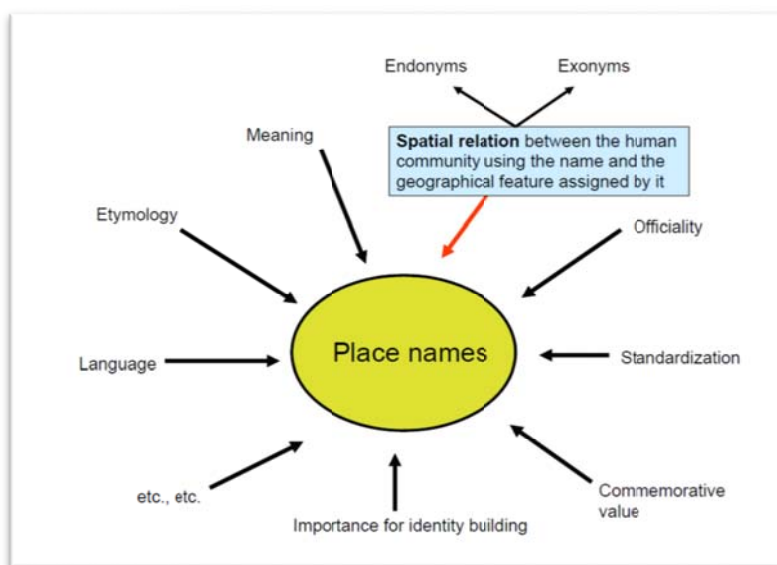 Endonyms
Exonyms
Meaning
Spatial relation between the human
community using the name and the
geographical feature assigned by it
Etymology
Officiality
Place names
Language
Standardization
etc., etc.
Commemorative
value
Importance for identity building